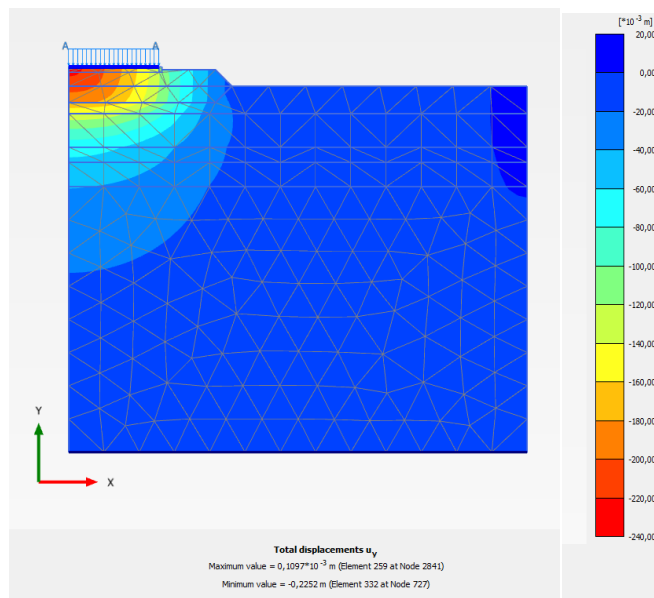 [*10⁻³ m]
A A
20,00
0,00
-20,00
-40,00
-60,00
-80,00
-100,00
-120,00
-140,00
-160,00
-180,00
-200,00
-220,00
-240,00
Y
X
Total displacements uᵧ
Maximum value = 0,1097*10⁻³ m (Element 259 at Node 2841)
Minimum value = -0,2252 m (Element 332 at Node 727)